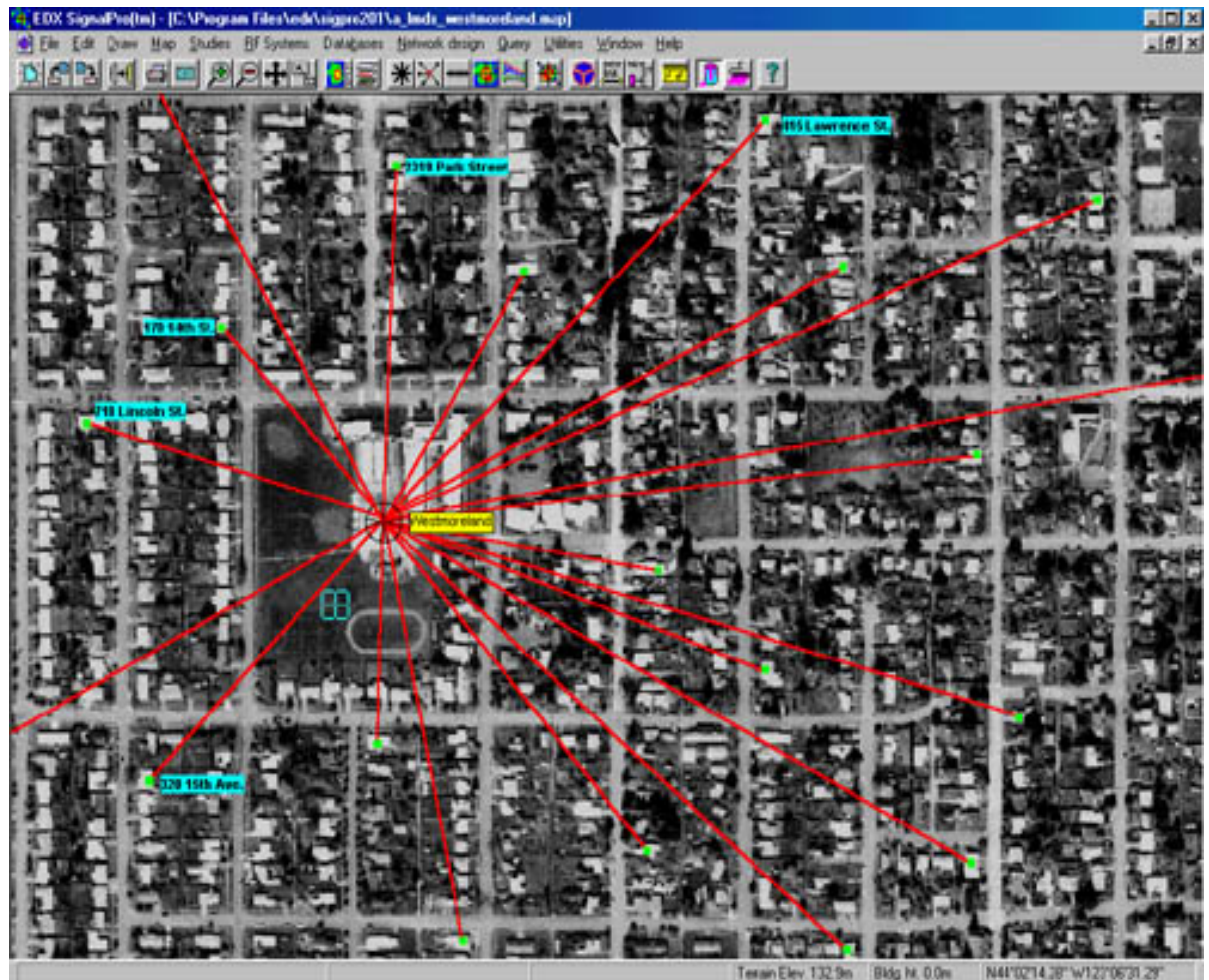 EDX SignalPro[tm] - [C:\Program Files\edx\sigpro201\a_lmds_westmoreland.map]
File Edit Draw Map Studies RF Systems Databases Network design Query Utilities Window Help
Lawrence St.
2310 Park Street
170 14th St.
710 Lincoln St.
Westmoreland
320 15th Ave.
Terrain Elev. 132.9m Bldg. ht. 0.0m